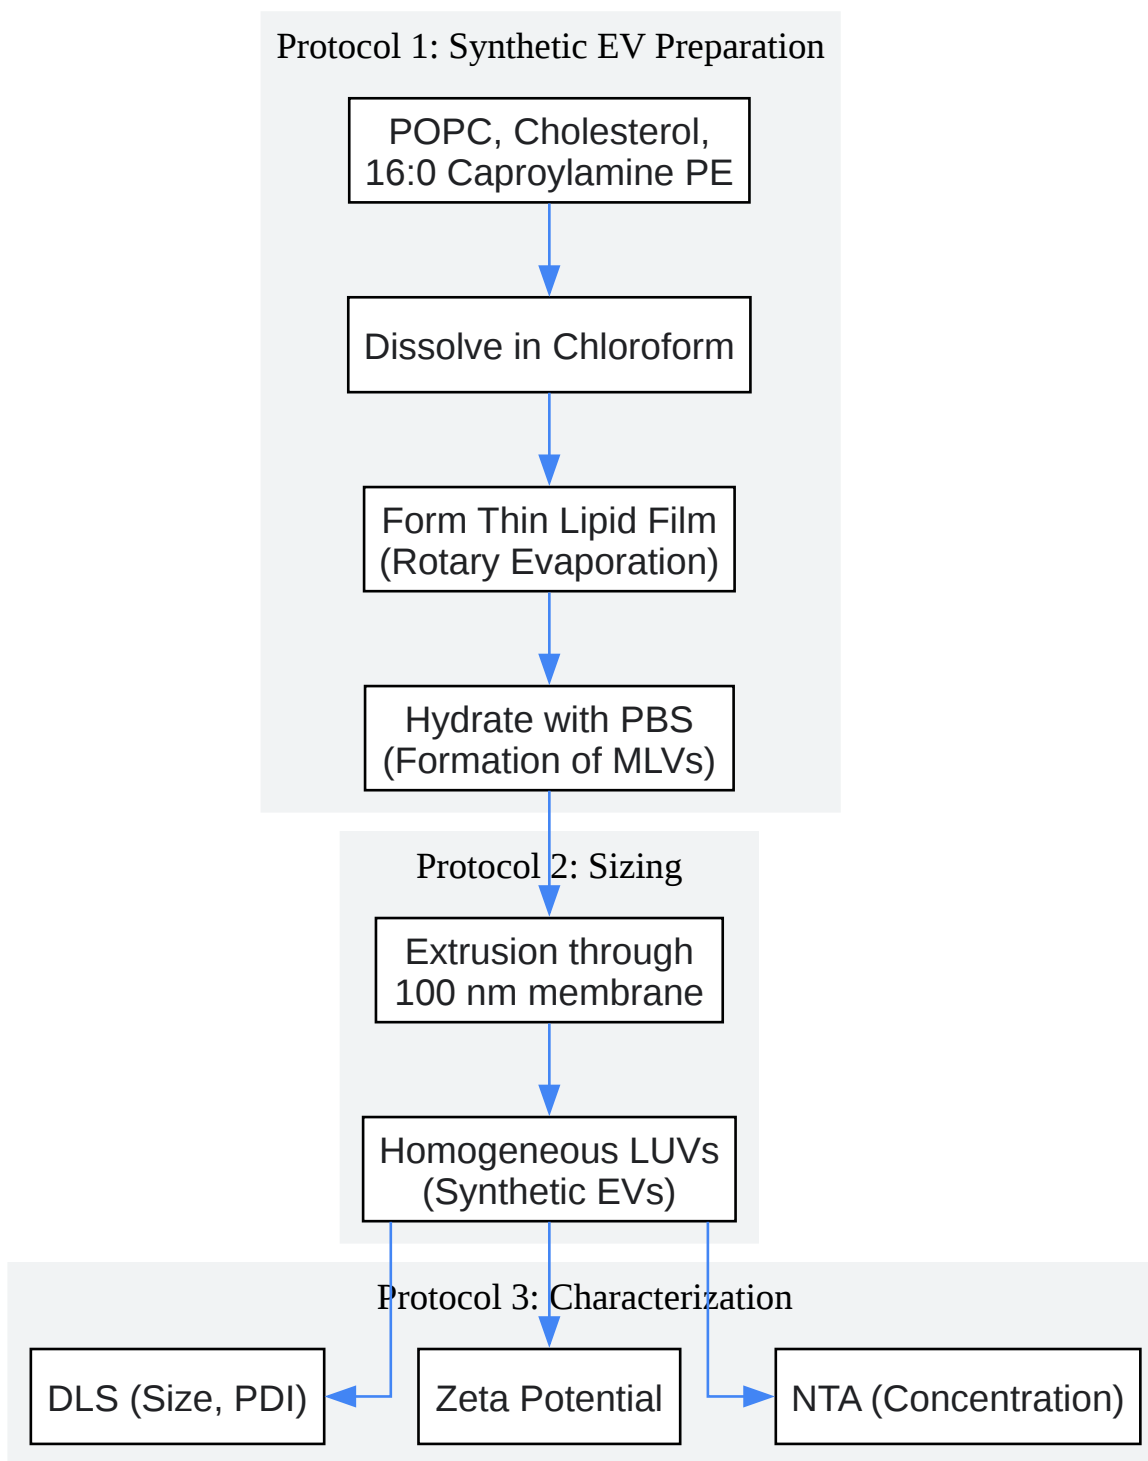 Protocol 1: Synthetic EV Preparation
POPC, Cholesterol,
16:0 Caproylamine PE
Dissolve in Chloroform
Form Thin Lipid Film
(Rotary Evaporation)
Hydrate with PBS
(Formation of MLVs)
Protocol 2: Sizing
Extrusion through
100 nm membrane
Homogeneous LUVs
(Synthetic EVs)
Protocol 3: Characterization
DLS (Size, PDI)
Zeta Potential
NTA (Concentration)